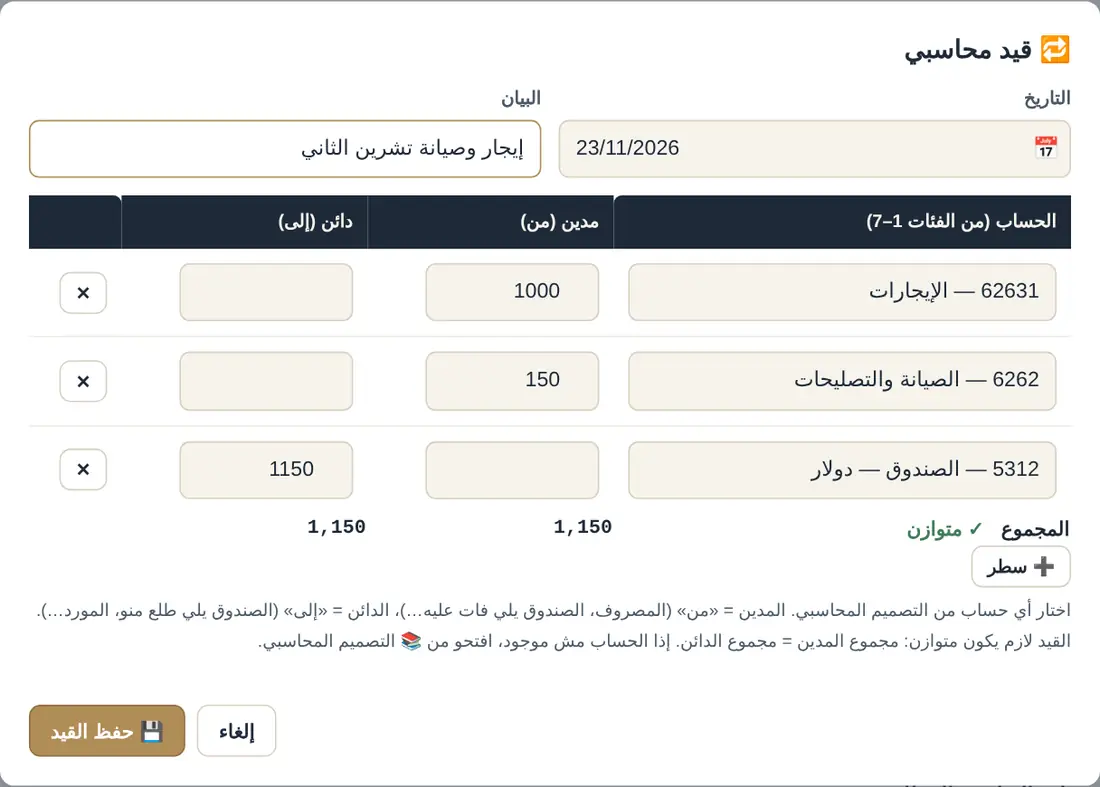 🔁 قيد محاسبي
التاريخ
البيان
23/11/2026
إيجار وصيانة تشرين الثاني
الحساب (من الفئات 1–7)
مدين (من)
دائن (إلى)
62631 — الإيجارات
1000
×
6262 — الصيانة والتصليحات
150
×
5312 — الصندوق — دولار
1150
×
المجموع ✓ متوازن
1,150
1,150
➕ سطر
اختار أي حساب من التصميم المحاسبي. المدين = «من» (المصروف، الصندوق يلي فات عليه...)، الدائن = «إلى» (الصندوق يلي طلع منو، المورد...).
القيد لازم يكون متوازن: مجموع المدين = مجموع الدائن. إذا الحساب مش موجود، افتحو من 📚 التصميم المحاسبي.
إلغاء
💾 حفظ القيد